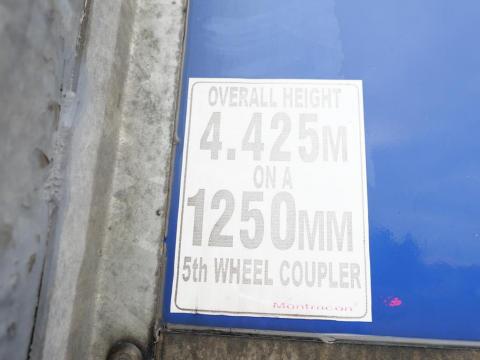 OVERALL HEIGHT
4.425M
ON A
1250MM
5th WHEEL COUPLER
Montracon